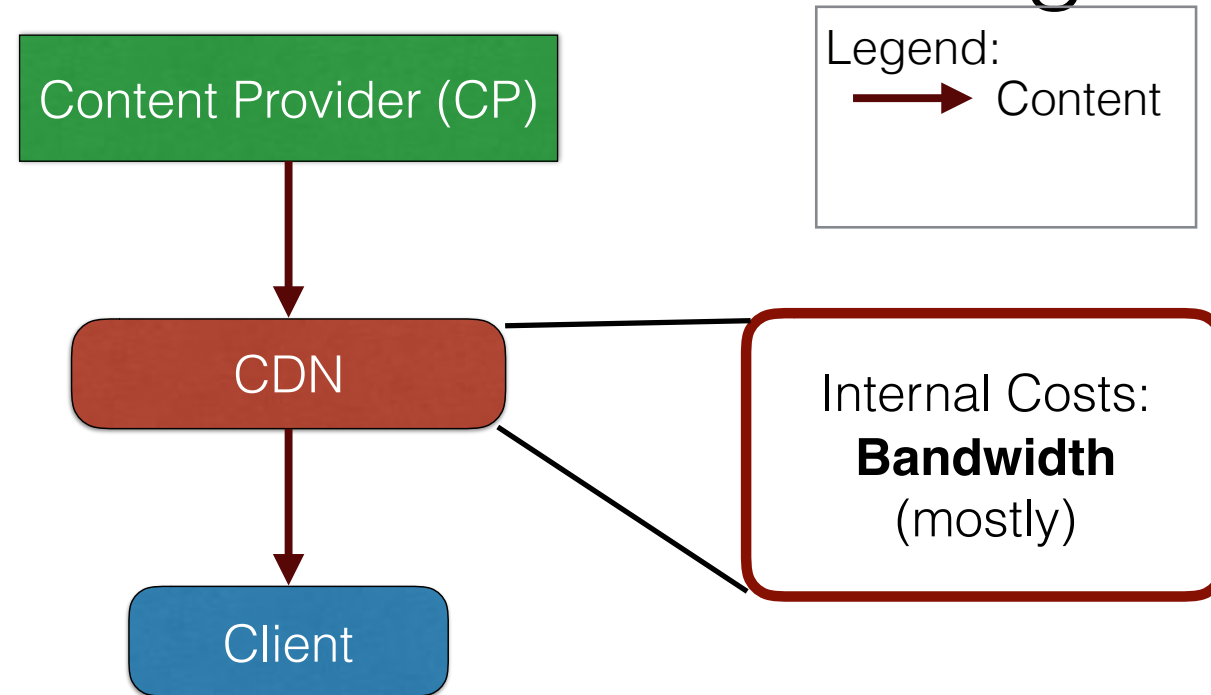 Legend:
Content
Content Provider (CP)
CDN
Internal Costs:
Bandwidth
(mostly)
Client